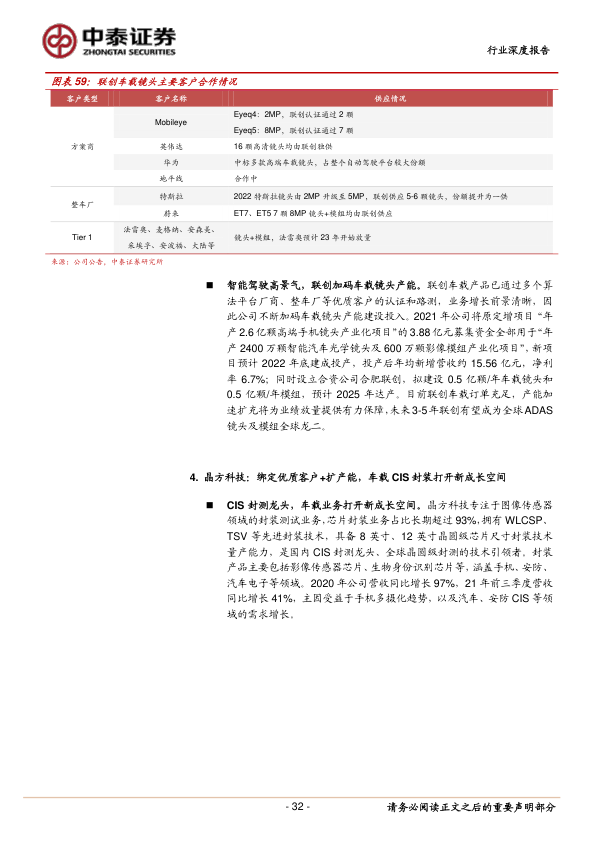 中泰证券
ZHONGTAI SECURITIES
行业深度报告
图表 59：联创车载镜头主要客户合作情况
客户类型 客户名称 供应情况
方案商 Mobileye Eyeq4：2MP，联创认证通过 2 颗
Eyeq5：8MP，联创认证通过 7 颗
英伟达 16 颗高清镜头均由联创独供
华为 中标多款高端车载镜头，占整个自动驾驶平台较大份额
地平线 合作中
整车厂 特斯拉 2022 特斯拉镜头由 2MP 升级至 5MP，联创供应 5-6 颗镜头，份额提升为一供
蔚来 ET7、ET5 7 颗 8MP 镜头+模组均由联创供应
Tier 1 法雷奥、麦格纳、安森美、 镜头+模组，法雷奥预计 23 年开始放量
采埃孚、安波福、大陆等
来源：公司公告，中泰证券研究所
■ 智能驾驶高景气，联创加码车载镜头产能。联创车载产品已通过多个算
法平台厂商、整车厂等优质客户的认证和路测，业务增长前景清晰，因
此公司不断加码车载镜头产能建设投入。2021 年公司将原定增项目 “年
产 2.6 亿颗高端手机镜头产业化项目”的 3.88 亿元募集资金全部用于“年
产 2400 万颗智能汽车光学镜头及 600 万颗影像模组产业化项目”，新项
目预计 2022 年底建成投产，投产后年均新增营收约 15.56 亿元，净利
率 6.7%；同时设立合资公司合肥联创，拟建设 0.5 亿颗/年车载镜头和
0.5 亿颗/年模组，预计 2025 年达产。目前联创车载订单充足，产能加
速扩充将为业绩放量提供有力保障，未来 3-5 年联创有望成为全球 ADAS
镜头及模组全球龙二。
4. 晶方科技：绑定优质客户+扩产能，车载 CIS 封装打开新成长空间
■ CIS 封测龙头，车载业务打开新成长空间。晶方科技专注于图像传感器
领域的封装测试业务，芯片封装业务占比长期超过 93%，拥有 WLCSP、
TSV 等先进封装技术，具备 8 英寸、12 英寸晶圆级芯片尺寸封装技术
量产能力，是国内 CIS 封测龙头、全球晶圆级封测的技术引领者。封装
产品主要包括影像传感器芯片、生物身份识别芯片等，涵盖手机、安防、
汽车电子等领域。2020 年公司营收同比增长 97%，21 年前三季度营收
同比增长 41%，主因受益于手机多摄化趋势，以及汽车、安防 CIS 等领
域的需求增长。
- 32 -
请务必阅读正文之后的重要声明部分